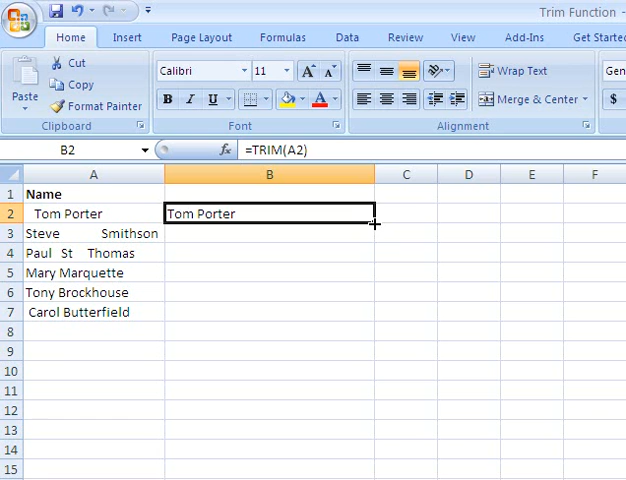 Trim Function -
Home Insert Page Layout Formulas Data Review View Add-Ins Get Starte
Paste Cut Copy Format Painter
Calibri 11 A A
B I U A
Wrap Text Merge & Center
Gen
$
Clipboard Font Alignment
B2 fx =TRIM(A2)
A B C D E F
1 Name
2 Tom Porter Tom Porter
3 Steve Smithson
4 Paul St Thomas
5 Mary Marquette
6 Tony Brockhouse
7 Carol Butterfield
8
9
10
11
12
13
14
15